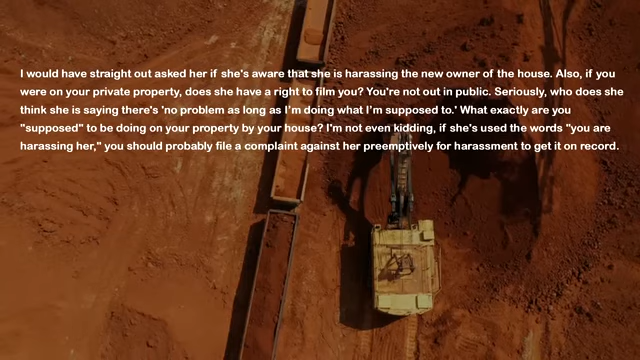 I would have straight out asked her if she's aware that she is harassing the new owner of the house. Also, if you
were on your private property, does she have a right to film you? You're not out in public. Seriously, who does she
think she is saying there's 'no problem as long as I'm doing what I'm supposed to.' What exactly are you
"supposed" to be doing on your property by your house? I'm not even kidding, if she's used the words "you are
harassing her," you should probably file a complaint against her preemptively for harassment to get it on record.